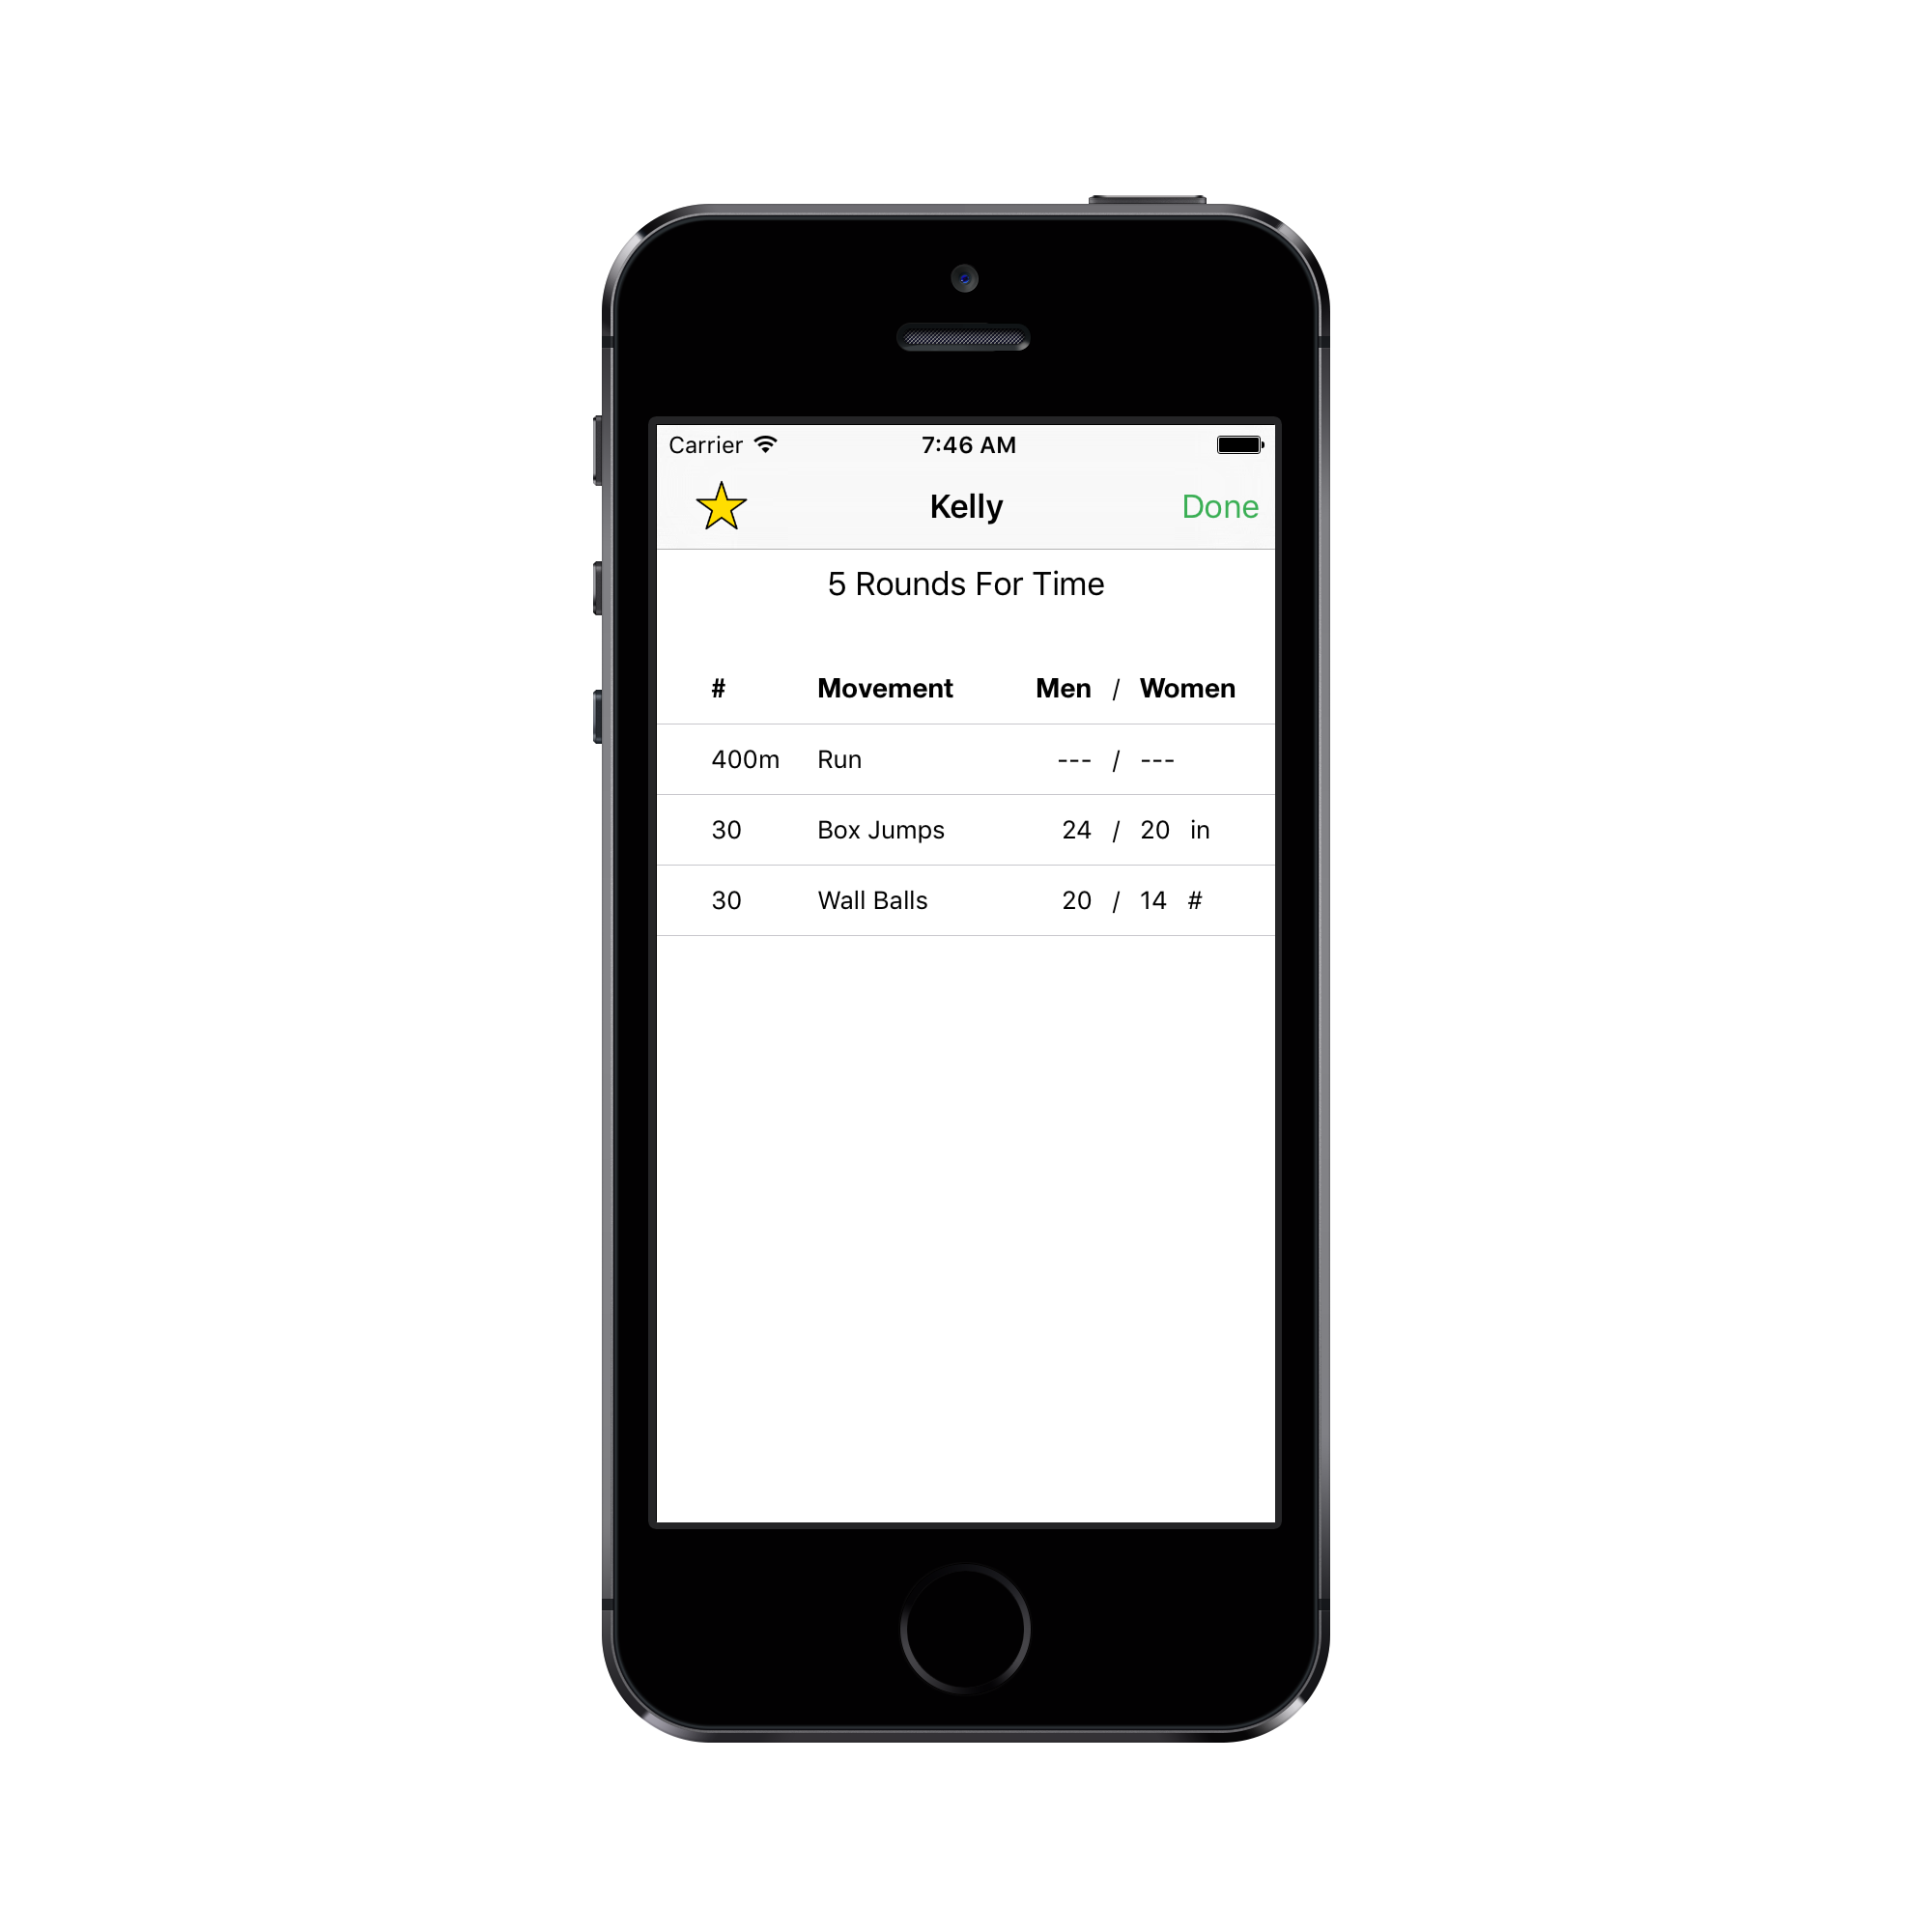 Carrier 7:46 AM
Kelly Done
5 Rounds For Time
# Movement Men / Women
400m Run --- / ---
30 Box Jumps 24 / 20 in
30 Wall Balls 20 / 14 #